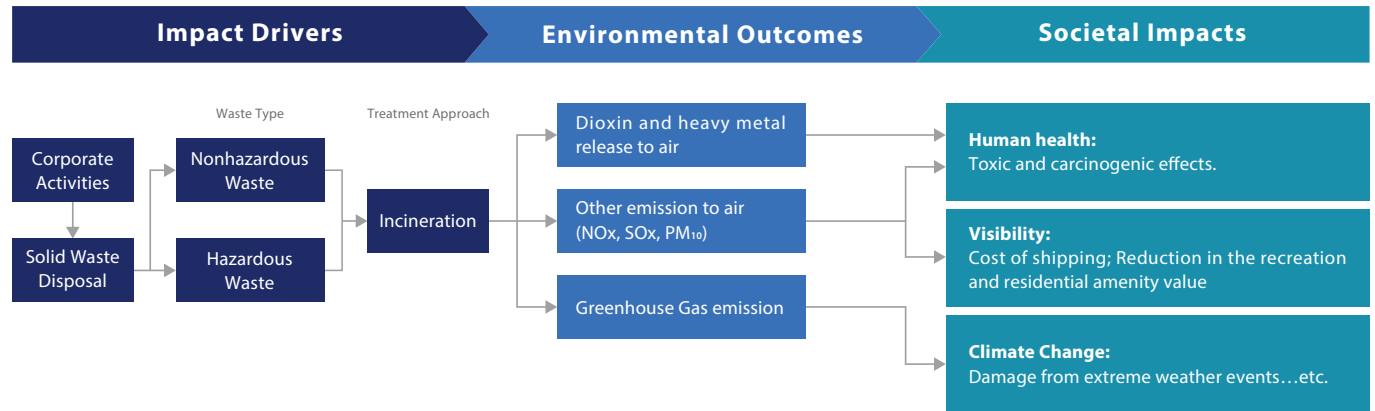 Impact Drivers
Environmental Outcomes
Societal Impacts
Waste Type
Treatment Approach
Corporate
Activities
Solid Waste
Disposal
Nonhazardous
Waste
Hazardous
Waste
Incineration
Dioxin and heavy metal
release to air
Other emission to air
(NOx, SOx, PM₁₀)
Greenhouse Gas emission
Human health:
Toxic and carcinogenic effects.
Visibility:
Cost of shipping; Reduction in the recreation
and residential amenity value
Climate Change:
Damage from extreme weather events…etc.